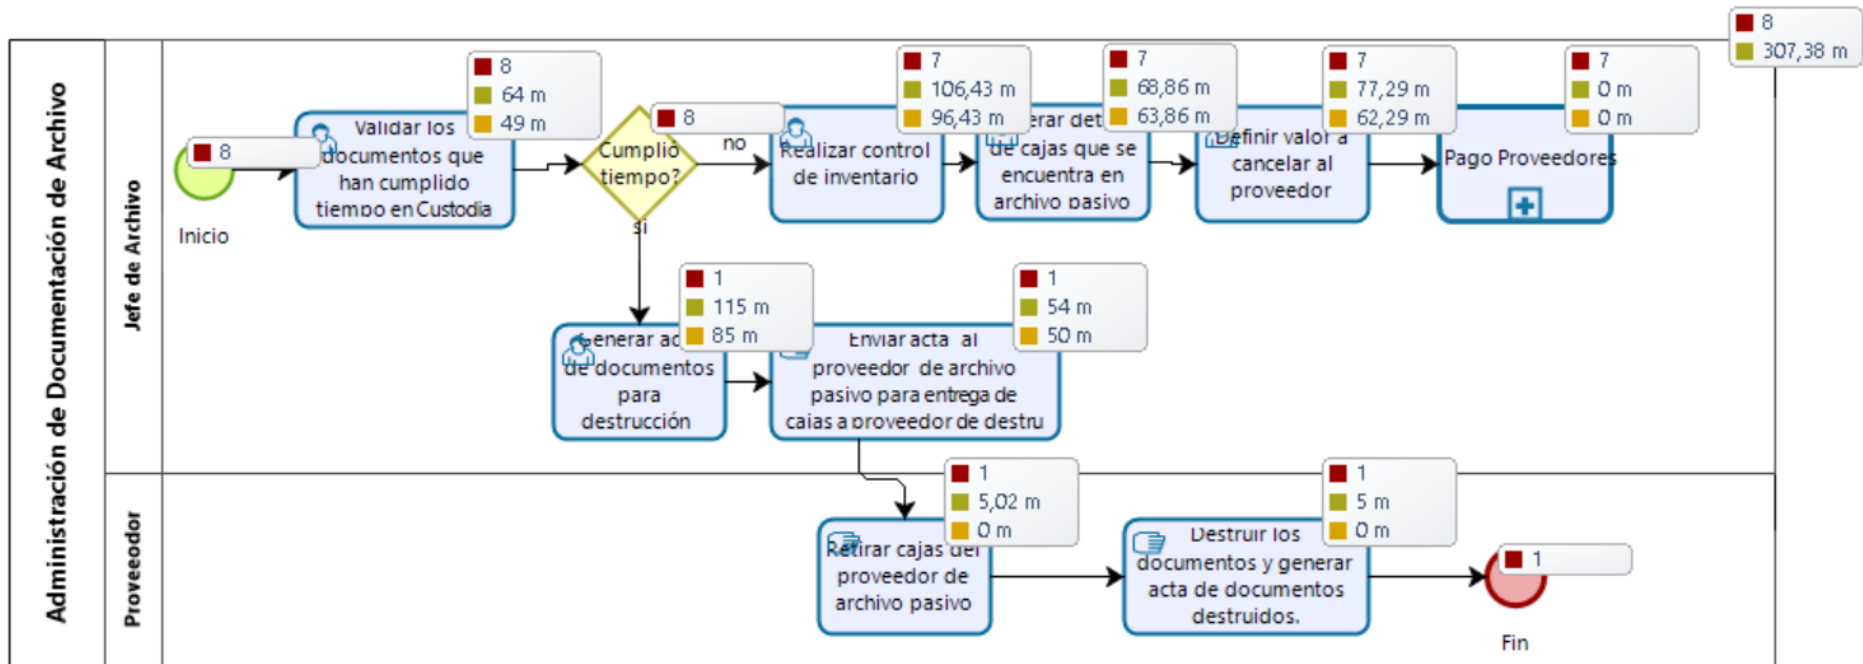 8
307,38 m
Administración de Documentación de Archivo
Jefe de Archivo
8
Inicio
8
64 m
49 m
Validar los
documentos que
han cumplido
tiempo en Custodia
8
Cumplió
tiempo?
no
si
7
106,43 m
96,43 m
Realizar control
de inventario
7
68,86 m
63,86 m
de cajas que se
encuentra en
archivo pasivo
7
77,29 m
62,29 m
Definir valor a
cancelar al
proveedor
7
0 m
0 m
Pago Proveedores
1
115 m
85 m
Generar
de documentos
para
destrucción
1
54 m
50 m
Enviar acta al
proveedor de archivo
pasivo para entrega de
cajas a proveedor de destru
Proveedor
1
5,02 m
0 m
Retirar cajas del
proveedor de
archivo pasivo
1
5 m
0 m
Destruir los
documentos y generar
acta de documentos
destruidos.
1
Fin